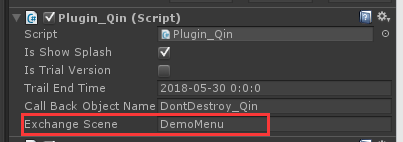 Plugin_Qin (Script)
Script Plugin_Qin
Is Show Splash
Is Trial Version
Trail End Time 2018-05-30 0:0:0
Call Back Object Name DontDestroy_Qin
Exchange Scene DemoMenu